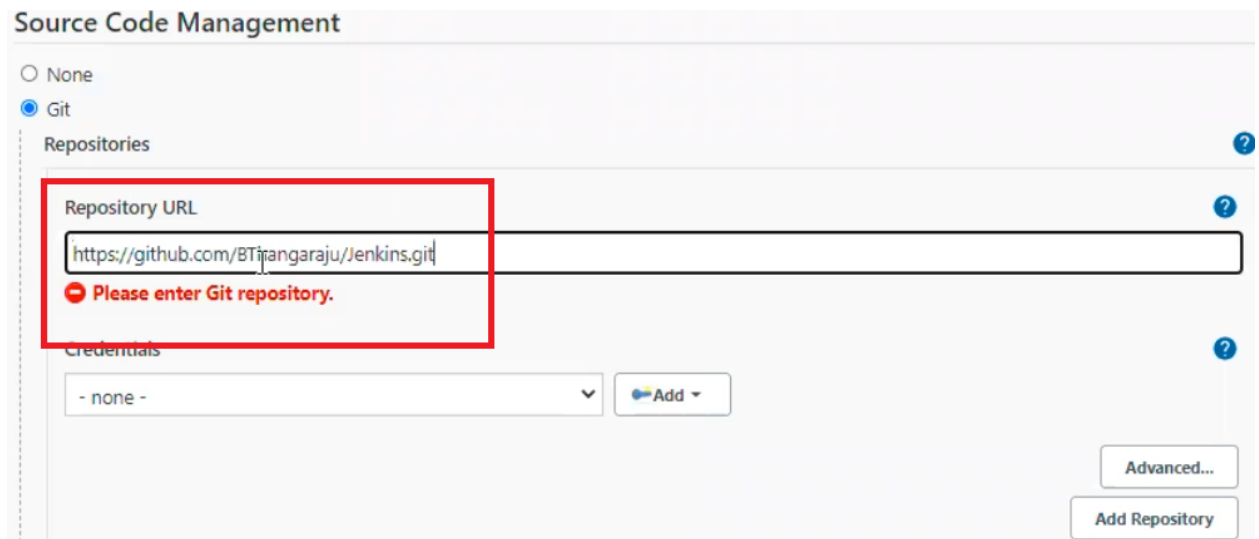 Source Code Management
None
Git
Repositories
?
Repository URL
?
https://github.com/BTirangaraju/Jenkins.git
Please enter Git repository.
Credentials
?
- none -
Add
Advanced...
Add Repository